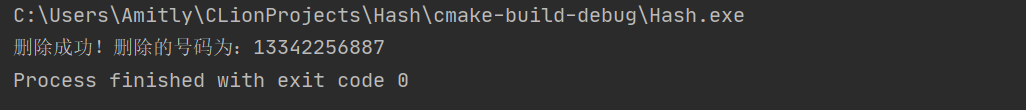 C:\Users\Amitly\CLionProjects\Hash\cmake-build-debug\Hash.exe
删除成功！删除的号码为：13342256887
Process finished with exit code 0